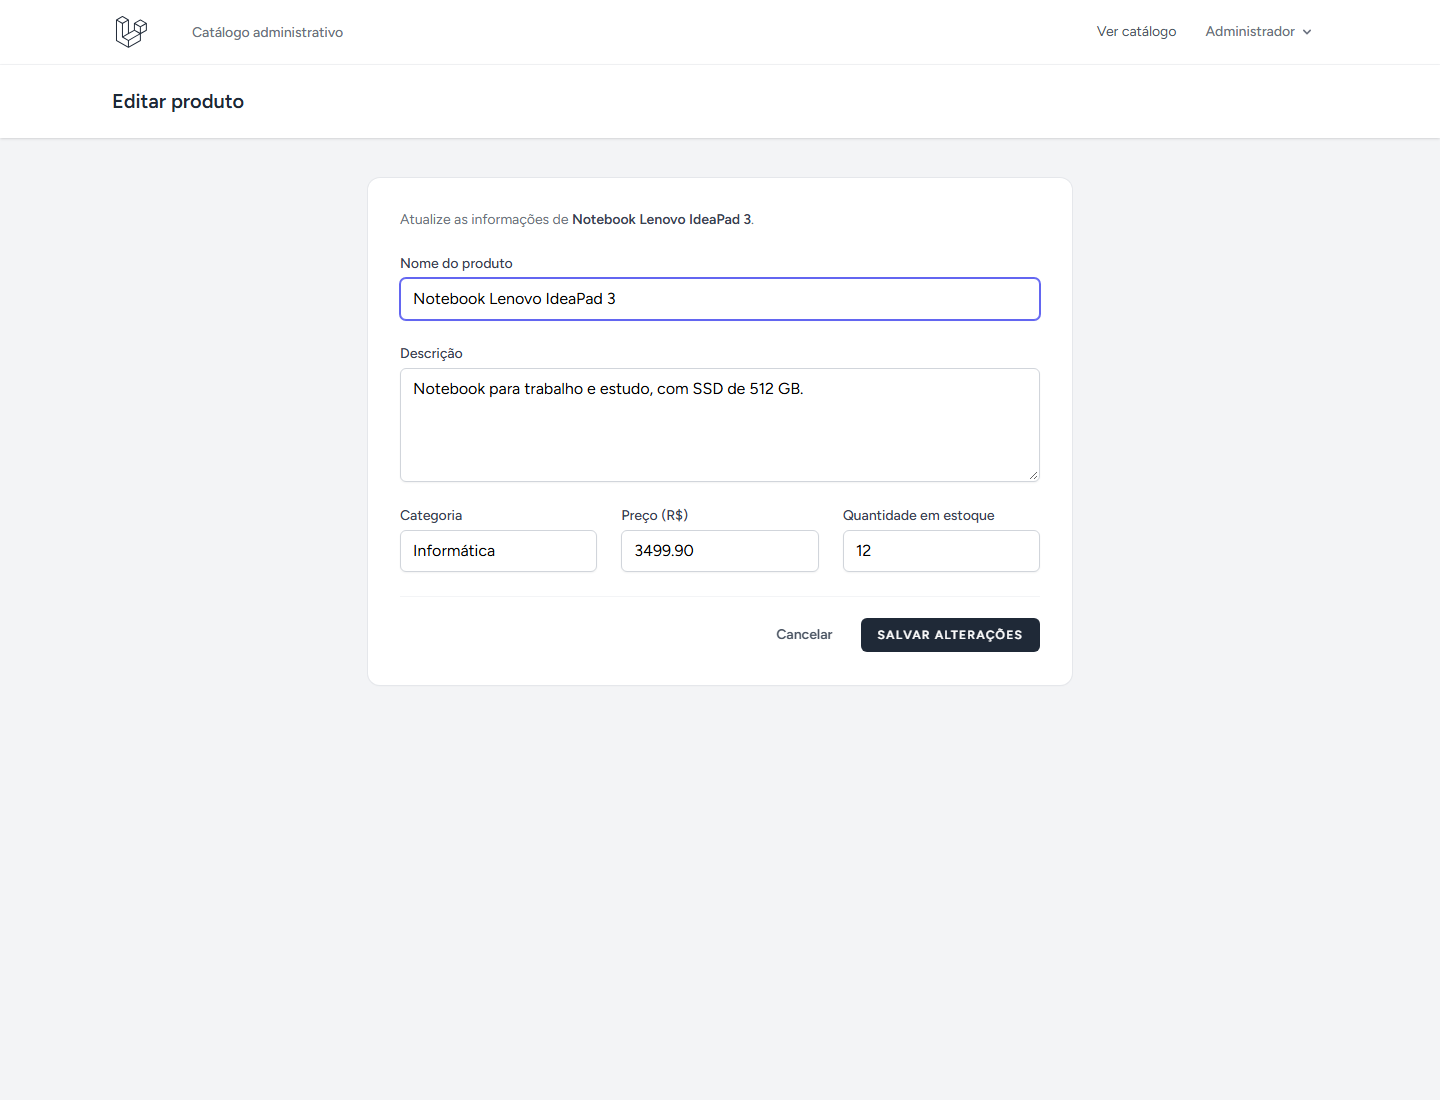 Catálogo administrativo
Ver catálogo
Administrador
Editar produto
Atualize as informações de Notebook Lenovo IdeaPad 3.
Nome do produto
Notebook Lenovo IdeaPad 3
Descrição
Notebook para trabalho e estudo, com SSD de 512 GB.
Categoria
Preço (R$)
Quantidade em estoque
Informática
3499.90
12
Cancelar
SALVAR ALTERAÇÕES